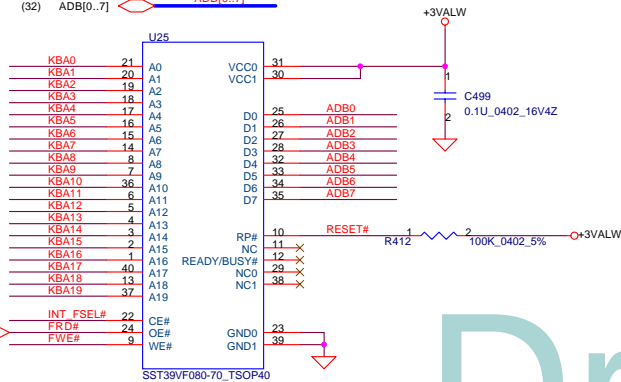 (32) ADB[0..7] ADB[0..7]
+3VALW
U25
KBA0 21 A0 VCC0 31
KBA1 20 A1 VCC1 30
KBA2 19 A2
KBA3 18 A3
KBA4 17 A4 D0 25 ADB0
KBA5 16 A5 D1 26 ADB1
KBA6 15 A6 D2 27 ADB2
KBA7 14 A7 D3 28 ADB3
KBA8 8 A8 D4 32 ADB4
KBA9 7 A9 D5 33 ADB5
KBA10 36 A10 D6 34 ADB6
KBA11 6 A11 D7 35 ADB7
KBA12 5 A12
KBA13 4 A13
KBA14 3 A14 RP# 10 RESET# 1 2 +3VALW
KBA15 2 A15 NC 11 R412 100K_0402_5%
KBA16 1 A16 READY/BUSY# 12
KBA17 40 A17 NC0 29
KBA18 13 A18 NC1 38
KBA19 37 A19
INT_FSEL# 22 CE#
FRD# 24 OE# GND0 23
FWE# 9 WE# GND1 39
SST39VF080-70_TSOP40
1
C499
0.1U_0402_16V4Z
2